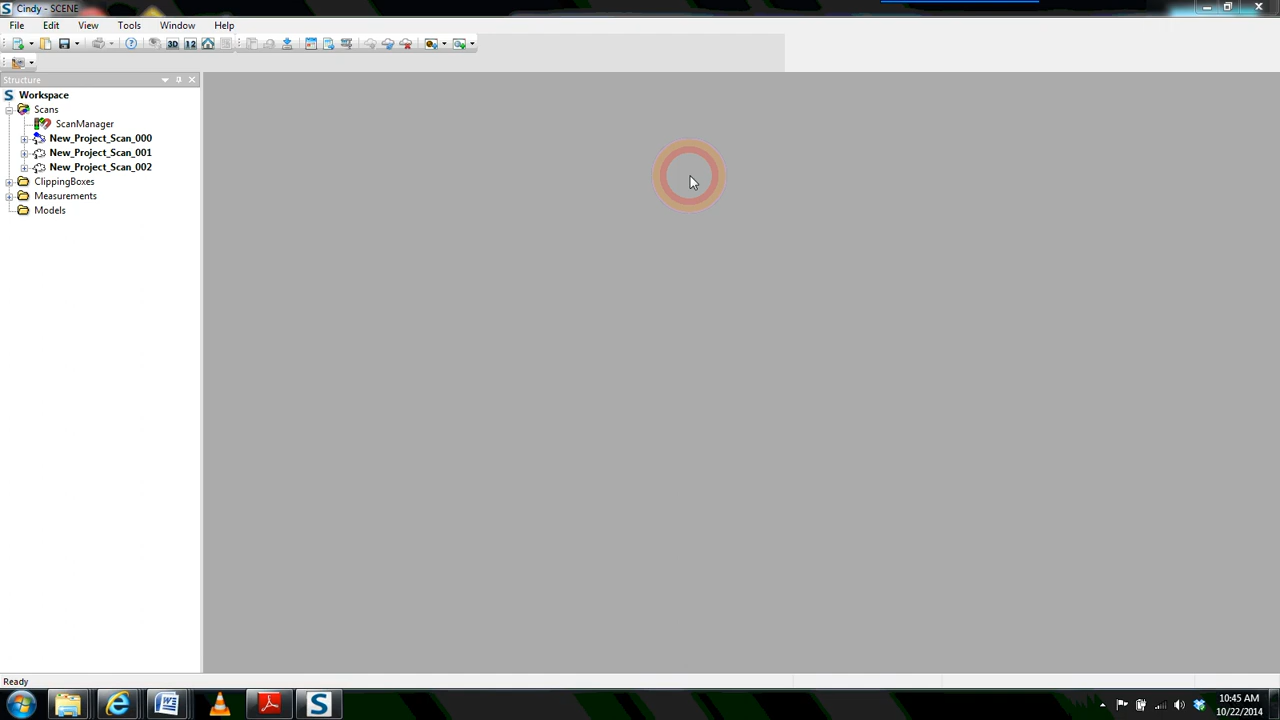 Cindy - SCENE
File Edit View Tools Window Help
3D 12
Structure
Workspace
Scans
ScanManager
New_Project_Scan_000
New_Project_Scan_001
New_Project_Scan_002
ClippingBoxes
Measurements
Models
Ready
10:45 AM
10/22/2014